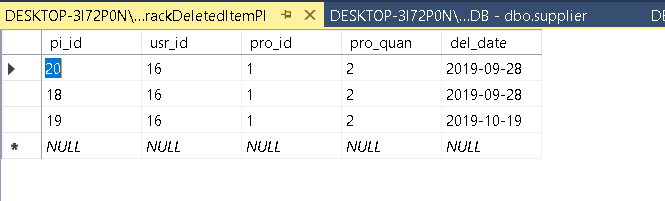 DESKTOP-3I72P0N\...rackDeletedItemPI DESKTOP-3I72P0N\...DB - dbo.supplier DE
pi_id usr_id pro_id pro_quan del_date
20 16 1 2 2019-09-28
18 16 1 2 2019-09-28
19 16 1 2 2019-10-19
NULL NULL NULL NULL NULL